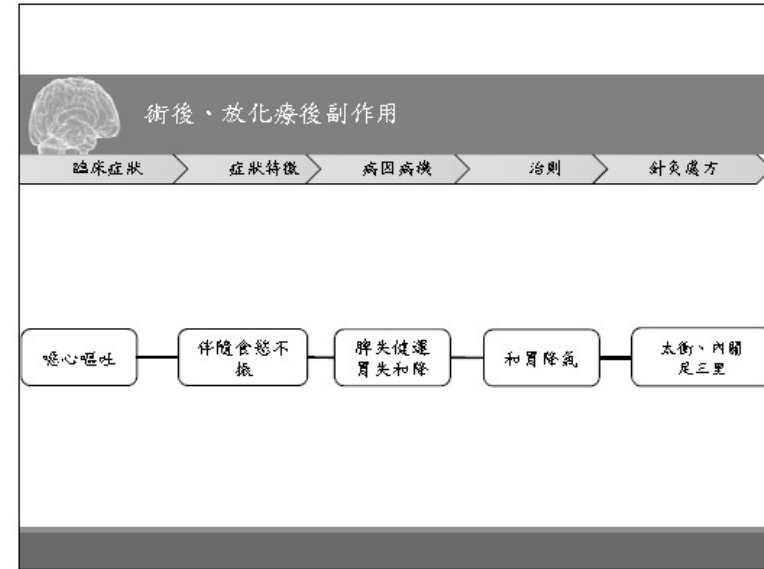 術後、放化療後副作用
臨床症狀
症狀特徵
病因病機
治則
針灸處方
噁心嘔吐
伴隨食慾不
振
脾失健運
胃失和降
和胃降氣
太衝、內關
足三里